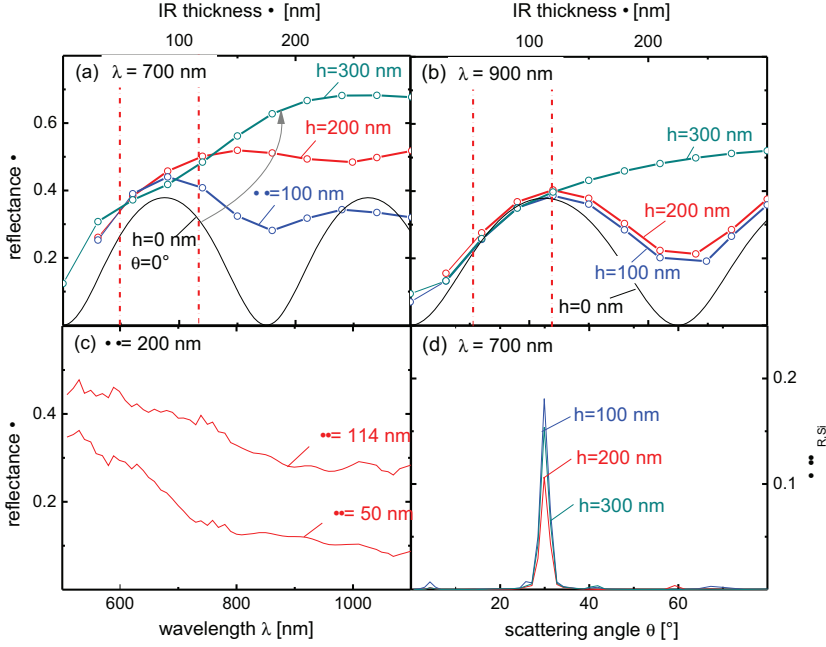 IR thickness • [nm]
IR thickness • [nm]
100
200
100
200
(a)
λ = 700 nm
h=300 nm
h=200 nm
••=100 nm
h=0 nm
θ=0°
(b)
λ = 900 nm
h=300 nm
h=200 nm
h=100 nm
h=0 nm
0.6
0.4
0.2
reflectance •
(c)
•• = 200 nm
••= 114 nm
••= 50 nm
0.4
0.2
reflectance •
(d)
λ = 700 nm
h=100 nm
h=200 nm
h=300 nm
0.2
0.1
• •• R.Si
600
800
1000
20
40
60
wavelength λ [nm]
scattering angle θ [°]